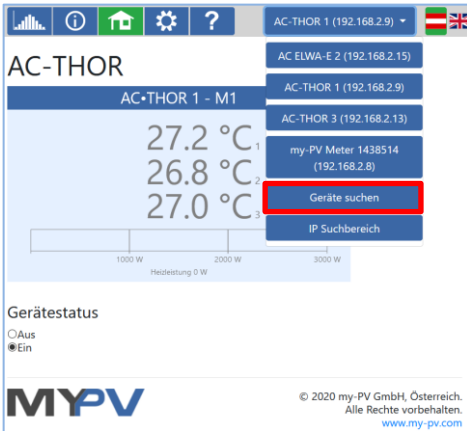 ?
AC-THOR 1 (192.168.2.9)
AC-THOR
AC ELWA-E 2 (192.168.2.15)
AC-THOR 1 (192.168.2.9)
AC-THOR 3 (192.168.2.13)
my-PV Meter 1438514
(192.168.2.8)
Geräte suchen
IP Suchbereich
AC•THOR 1 - M1
27.2 °C 1
26.8 °C 2
27.0 °C 3
1000 W 2000 W 3000 W
Heizleistung 0 W
Gerätestatus
Aus
Ein
MYPV
© 2020 my-PV GmbH, Österreich.
Alle Rechte vorbehalten.
www.my-pv.com